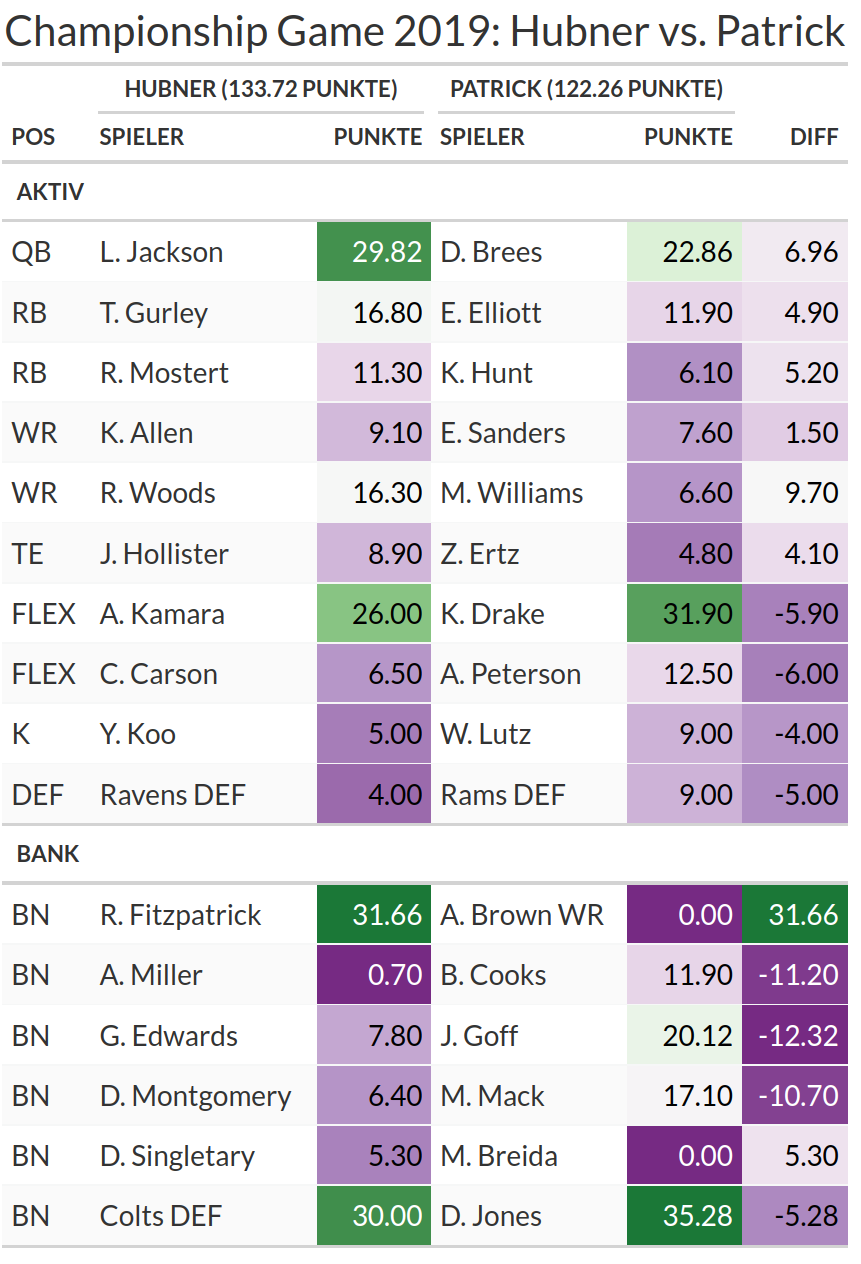 Championship Game 2019: Hubner vs. Patrick
HUBNER (133.72 PUNKTE) PATRICK (122.26 PUNKTE)
POS SPIELER PUNKTE SPIELER PUNKTE DIFF
AKTIV
QB L. Jackson 29.82 D. Brees 22.86 6.96
RB T. Gurley 16.80 E. Elliott 11.90 4.90
RB R. Mostert 11.30 K. Hunt 6.10 5.20
WR K. Allen 9.10 E. Sanders 7.60 1.50
WR R. Woods 16.30 M. Williams 6.60 9.70
TE J. Hollister 8.90 Z. Ertz 4.80 4.10
FLEX A. Kamara 26.00 K. Drake 31.90 -5.90
FLEX C. Carson 6.50 A. Peterson 12.50 -6.00
K Y. Koo 5.00 W. Lutz 9.00 -4.00
DEF Ravens DEF 4.00 Rams DEF 9.00 -5.00
BANK
BN R. Fitzpatrick 31.66 A. Brown WR 0.00 31.66
BN A. Miller 0.70 B. Cooks 11.90 -11.20
BN G. Edwards 7.80 J. Goff 20.12 -12.32
BN D. Montgomery 6.40 M. Mack 17.10 -10.70
BN D. Singletary 5.30 M. Breida 0.00 5.30
BN Colts DEF 30.00 D. Jones 35.28 -5.28